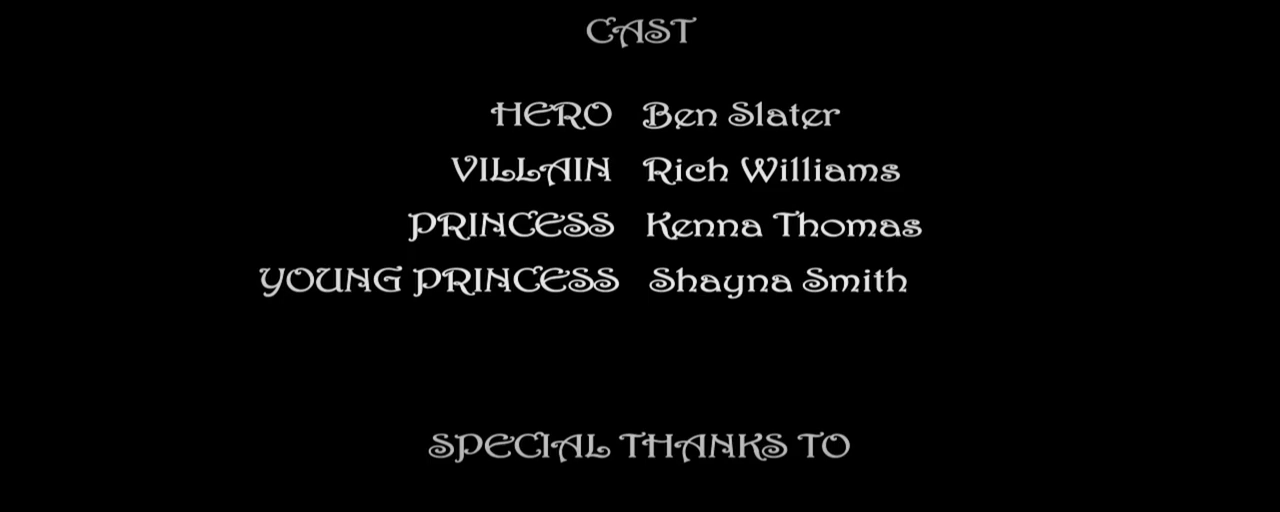 CAST
HERO Ben Slater
VILLAIN Rich Williams
PRINCESS Kenna Thomas
YOUNG PRINCESS Shayna Smith
SPECIAL THANKS TO